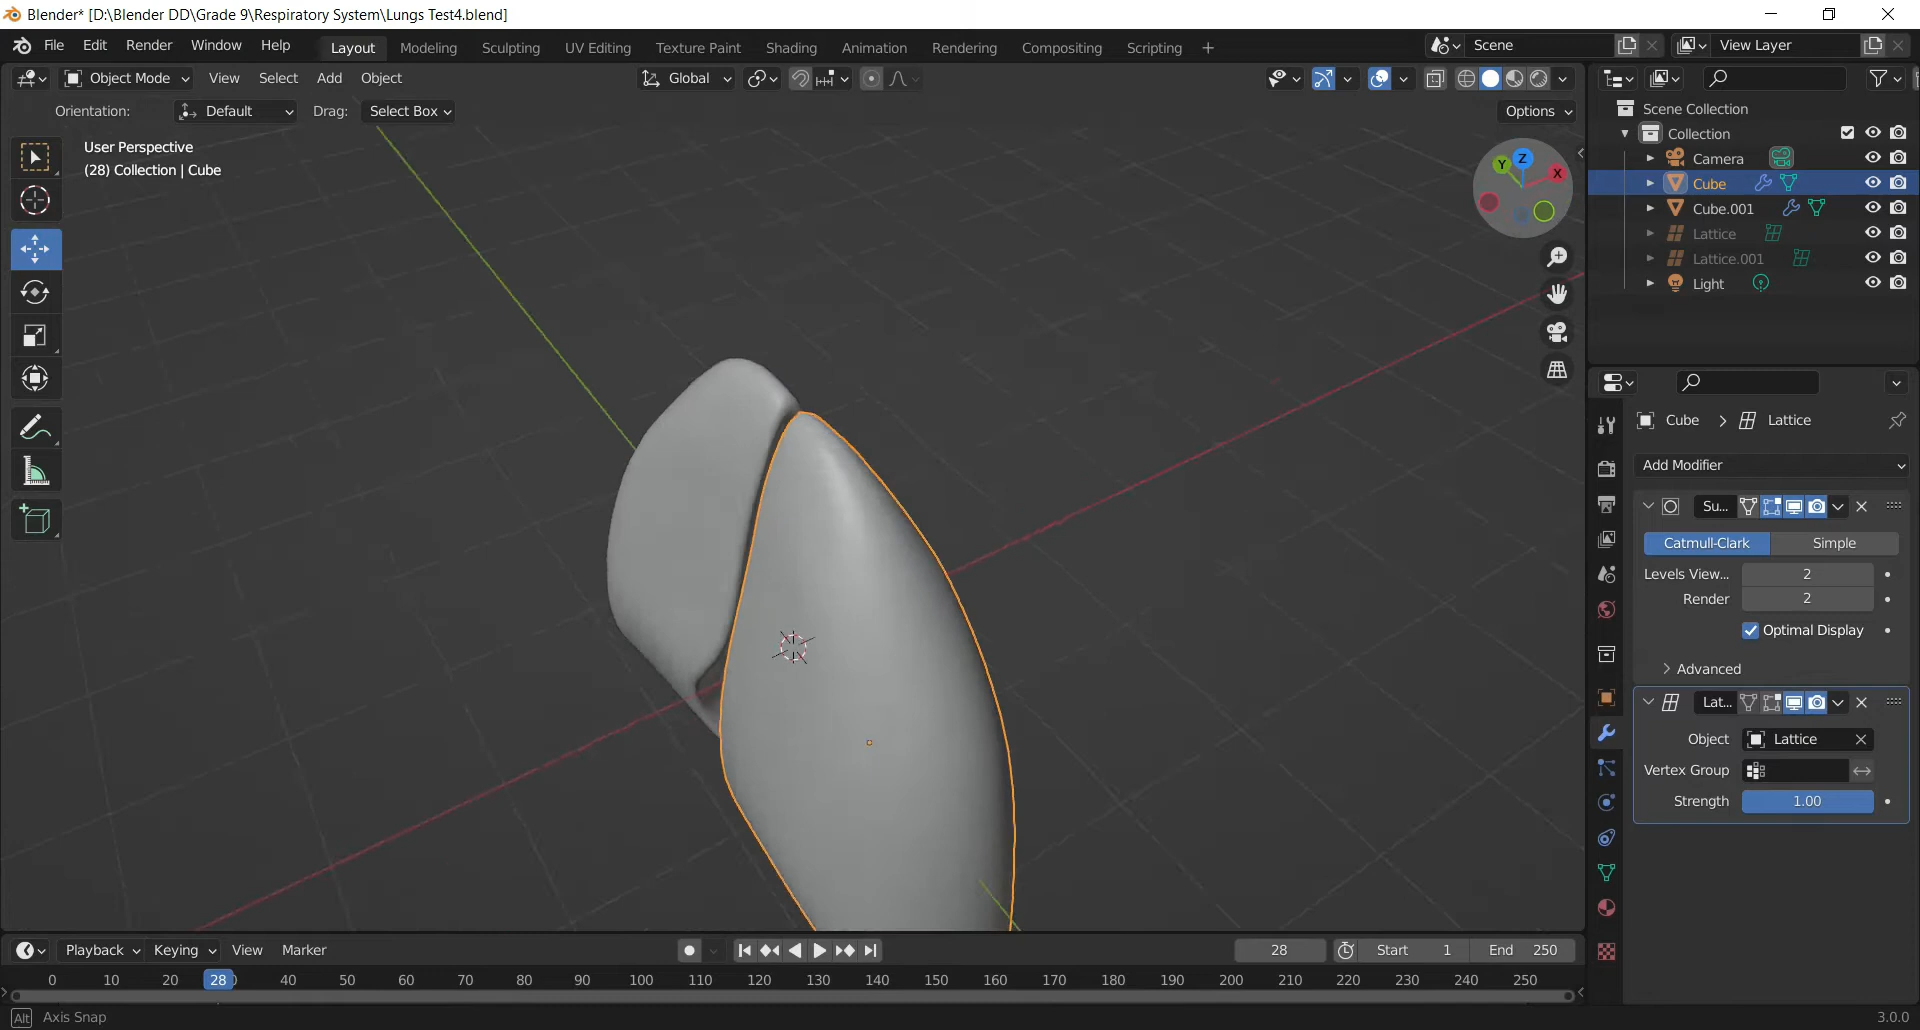 Blender* [D:\Blender DD\Grade 9\Respiratory System\Lungs Test4.blend]
File Edit Render Window Help Layout Modeling Sculpting UV Editing Texture Paint Shading Animation Rendering Compositing Scripting + Scene View Layer
Object Mode View Select Add Object Global
Orientation: Default Drag: Select Box Options
User Perspective
(28) Collection | Cube
Z
Y
X
Scene Collection
Collection
Camera
Cube
Cube.001
Lattice
Lattice.001
Light
Cube > Lattice
Add Modifier
Su...
Catmull-Clark Simple
Levels View... 2
Render 2
Optimal Display
Advanced
Lat...
Object Lattice
Vertex Group
Strength 1.00
Playback Keying View Marker 28 Start 1 End 250
0 10 20 28 40 50 60 70 80 90 100 110 120 130 140 150 160 170 180 190 200 210 220 230 240 250
Alt Axis Snap 3.0.0